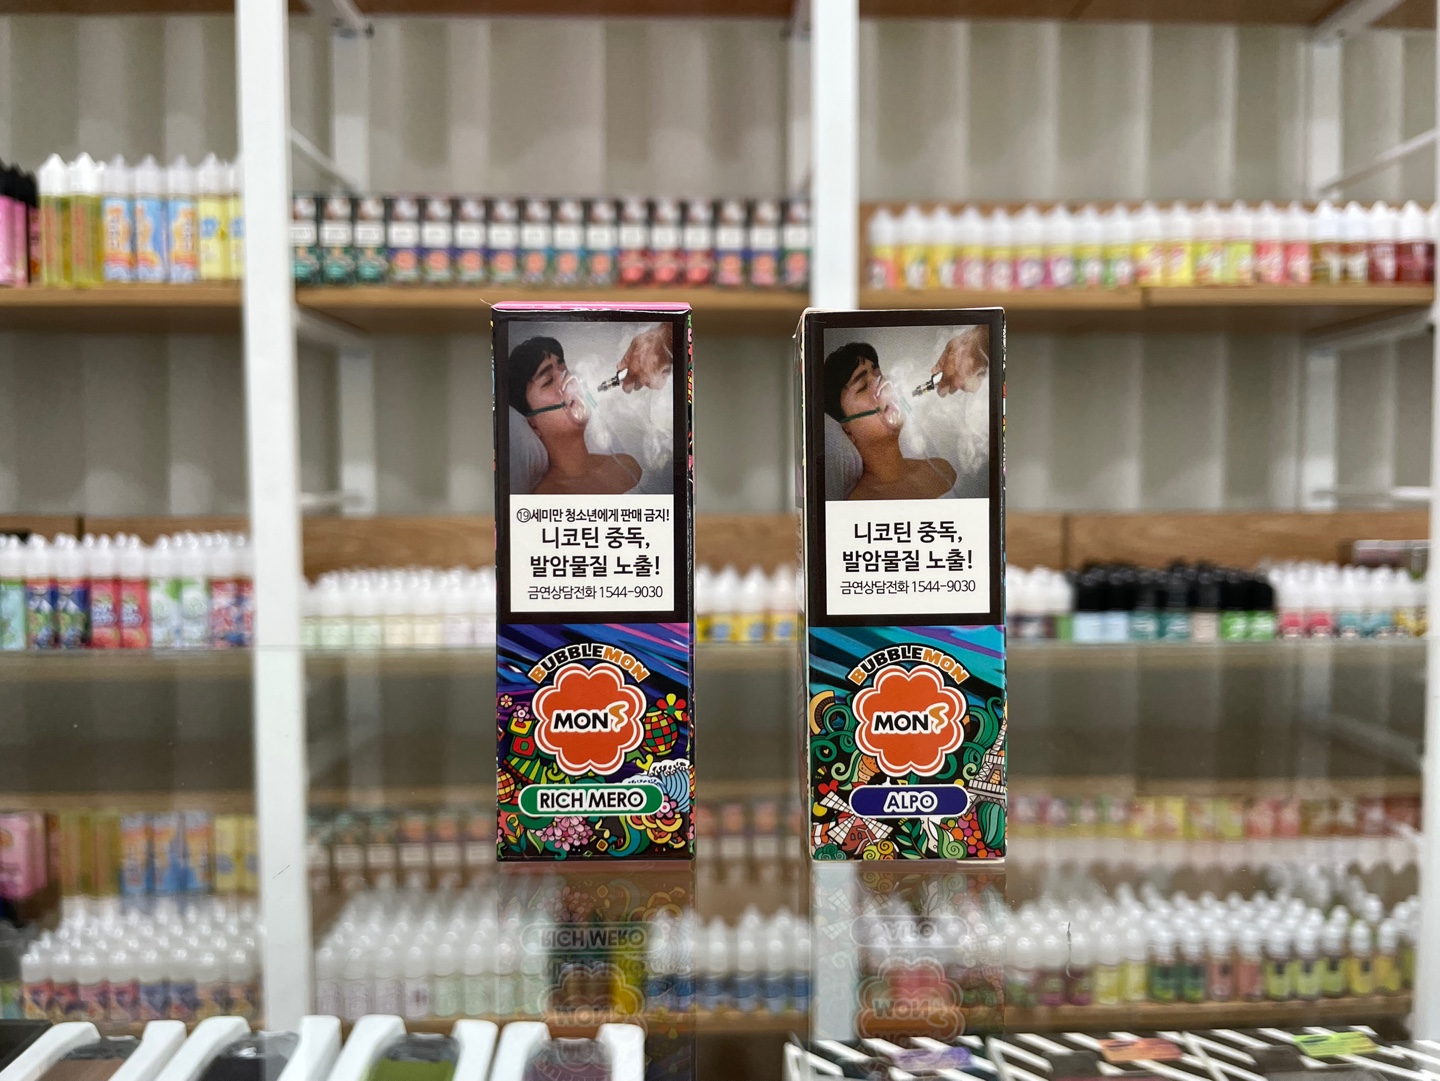 ⑲세미만 청소년에게 판매 금지!
니코틴 중독,
발암물질 노출!
금연상담전화 1544-9030
BUBBLEMON
MONS
RICH MERO
니코틴 중독,
발암물질 노출!
금연상담전화 1544-9030
BUBBLEMON
MONS
ALPO